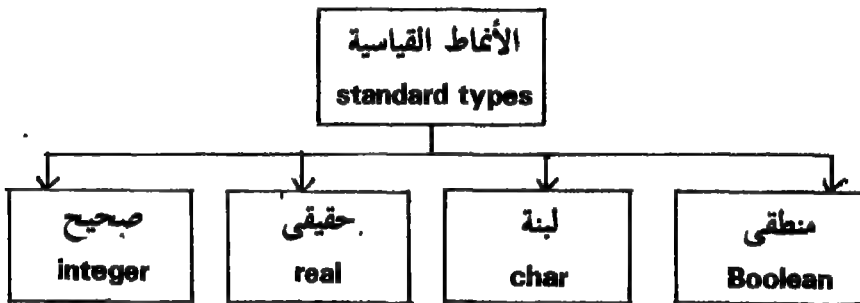 الأنماط القياسية
standard types
صحيح
integer
حقيقى
real
لبنة
char
منطقى
Boolean